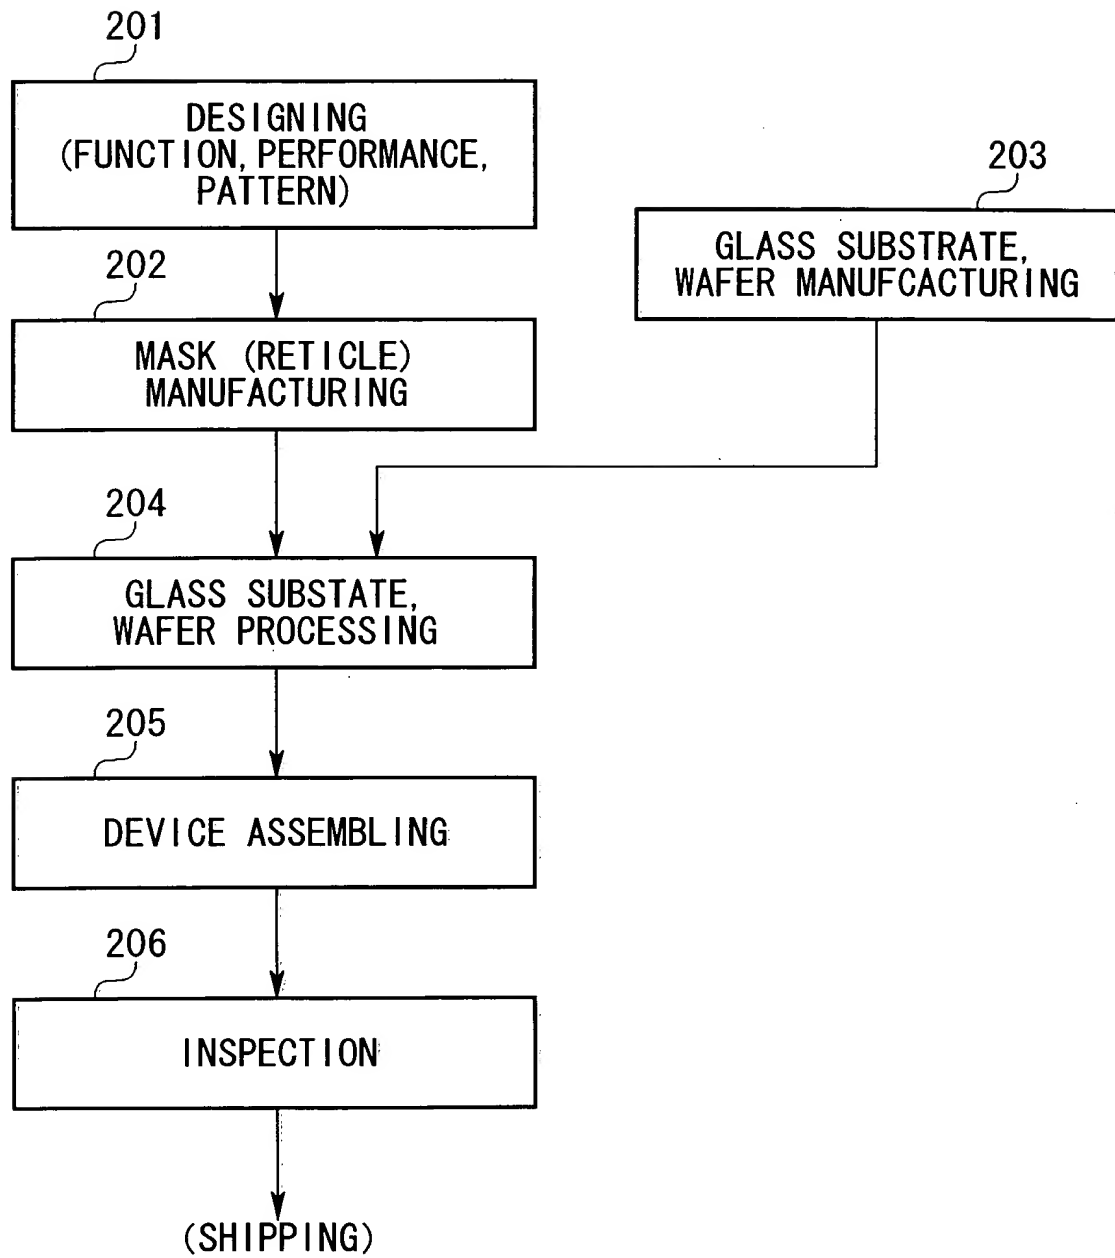 201
DESIGNING
(FUNCTION, PERFORMANCE,
PATTERN)
203
GLASS SUBSTRATE,
WAFER MANUFCACTURING
202
MASK (RETICLE)
MANUFACTURING
204
GLASS SUBSTATE,
WAFER PROCESSING
205
DEVICE ASSEMBLING
206
INSPECTION
(SHIPPING)